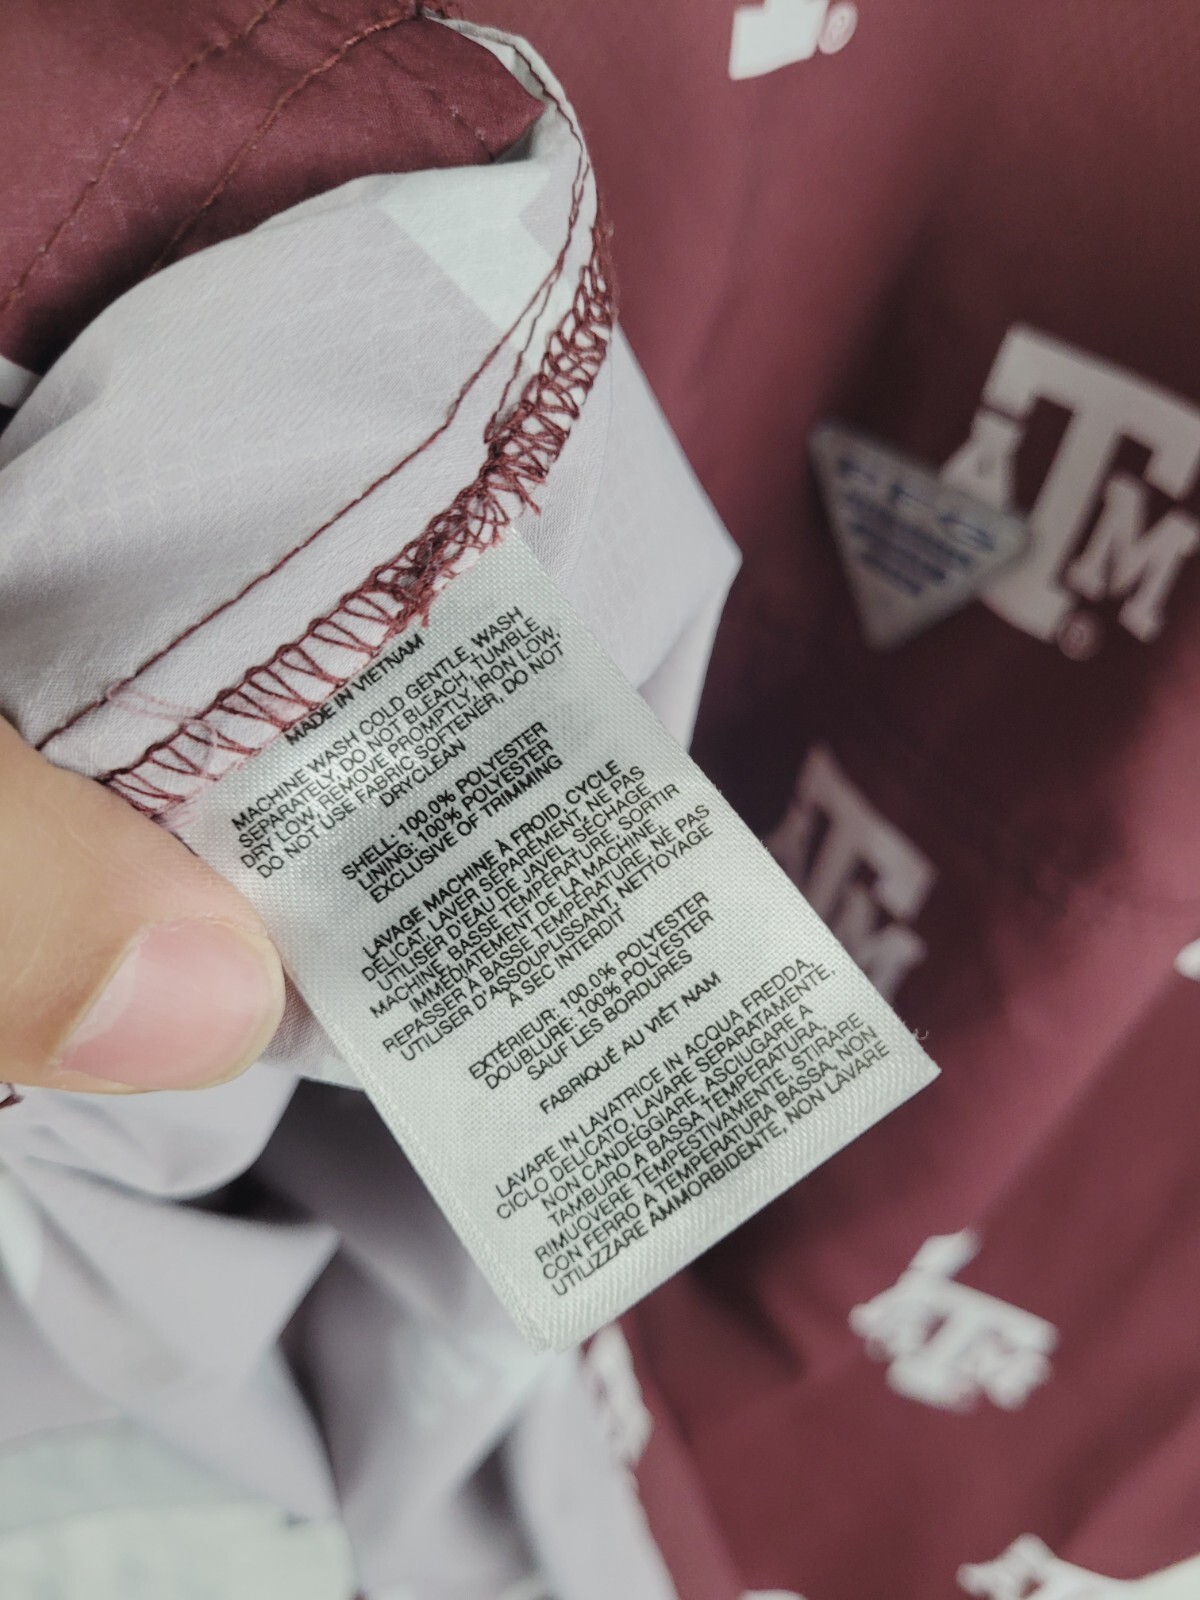 MADE IN VIETNAM
MACHINE WASH COLD GENTLE, WASH
SEPARATELY, DO NOT BLEACH, TUMBLE
DRY LOW, REMOVE PROMPTLY, IRON LOW,
DO NOT USE FABRIC SOFTENER, DO NOT
DRYCLEAN
SHELL: 100.0% POLYESTER
LINING: 100% POLYESTER
EXCLUSIVE OF TRIMMING
LAVAGE MACHINE À FROID, CYCLE
DÉLICAT, LAVER SÉPARÉMENT, NE PAS
UTILISER D'EAU DE JAVEL, SÉCHAGE
MACHINE, BASSE TEMPÉRATURE, SORTIR
IMMÉDIATEMENT DE LA MACHINE,
REPASSER À BASSE TEMPÉRATURE, NE PAS
UTILISER D'ASSOUPLISSANT, NETTOYAGE
À SEC INTERDIT
EXTÉRIEUR: 100.0% POLYESTER
DOUBLURE: 100% POLYESTER
SAUF LES BORDURES
FABRIQUÉ AU VIÊT NAM
LAVARE IN LAVATRICE IN ACQUA FREDDA,
CICLO DELICATO, LAVARE SEPARATAMENTE,
NON CANDEGGIARE, ASCIUGARE A
TAMBURO A BASSA TEMPERATURA,
RIMUOVERE TEMPESTIVAMENTE, STIRARE
CON FERRO A TEMPERATURA BASSA, NON
UTILIZZARE AMMORBIDENTE, NON LAVARE
®
ATM
®
PFG
ATM
ATM